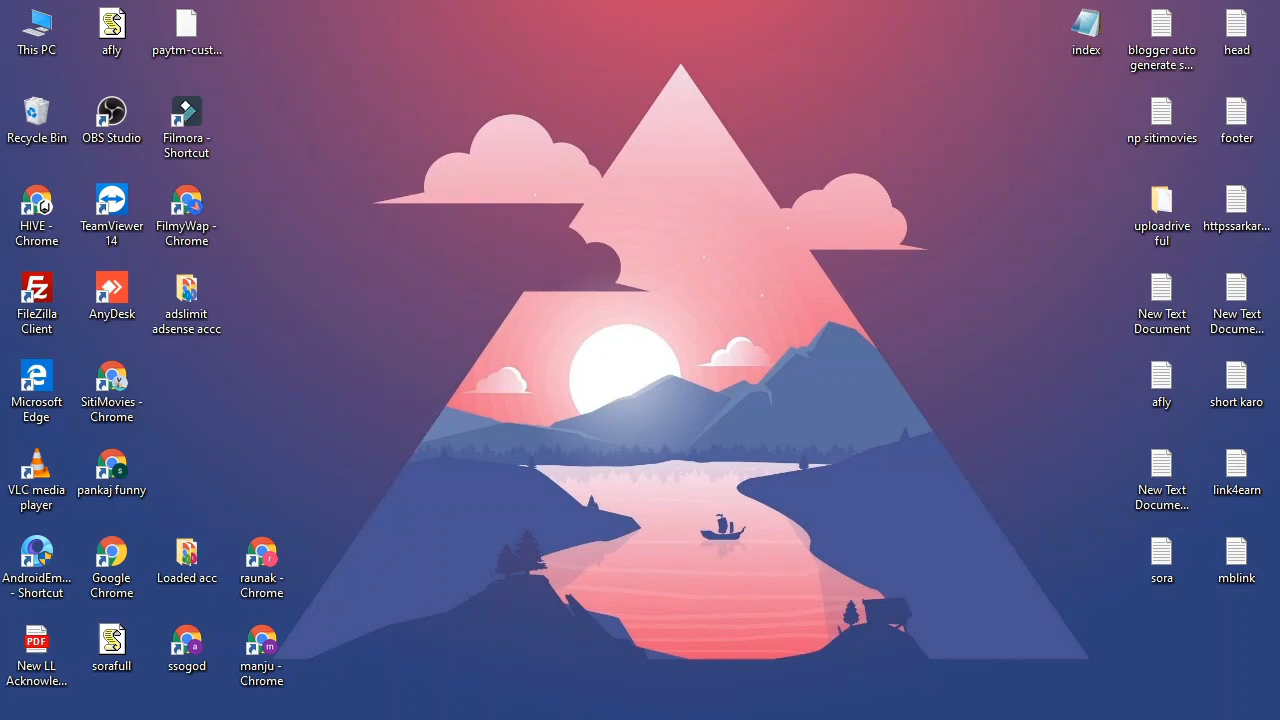 This PC
afly
paytm-cust...
index
blogger auto
generate s...
head
Recycle Bin
OBS Studio
Filmora -
Shortcut
np sitimovies
footer
HIVE -
Chrome
TeamViewer
14
FilmyWap -
Chrome
uploadrive
ful
httpssarkar...
FileZilla
Client
AnyDesk
adslimit
adsense accc
New Text
Document
New Text
Docume...
Microsoft
Edge
SitiMovies -
Chrome
afly
short karo
VLC media
player
pankaj funny
New Text
Docume...
link4earn
AndroidEm...
- Shortcut
Google
Chrome
Loaded acc
raunak -
Chrome
sora
mblink
PDF
New LL
Acknowle...
sorafull
ssogod
manju -
Chrome